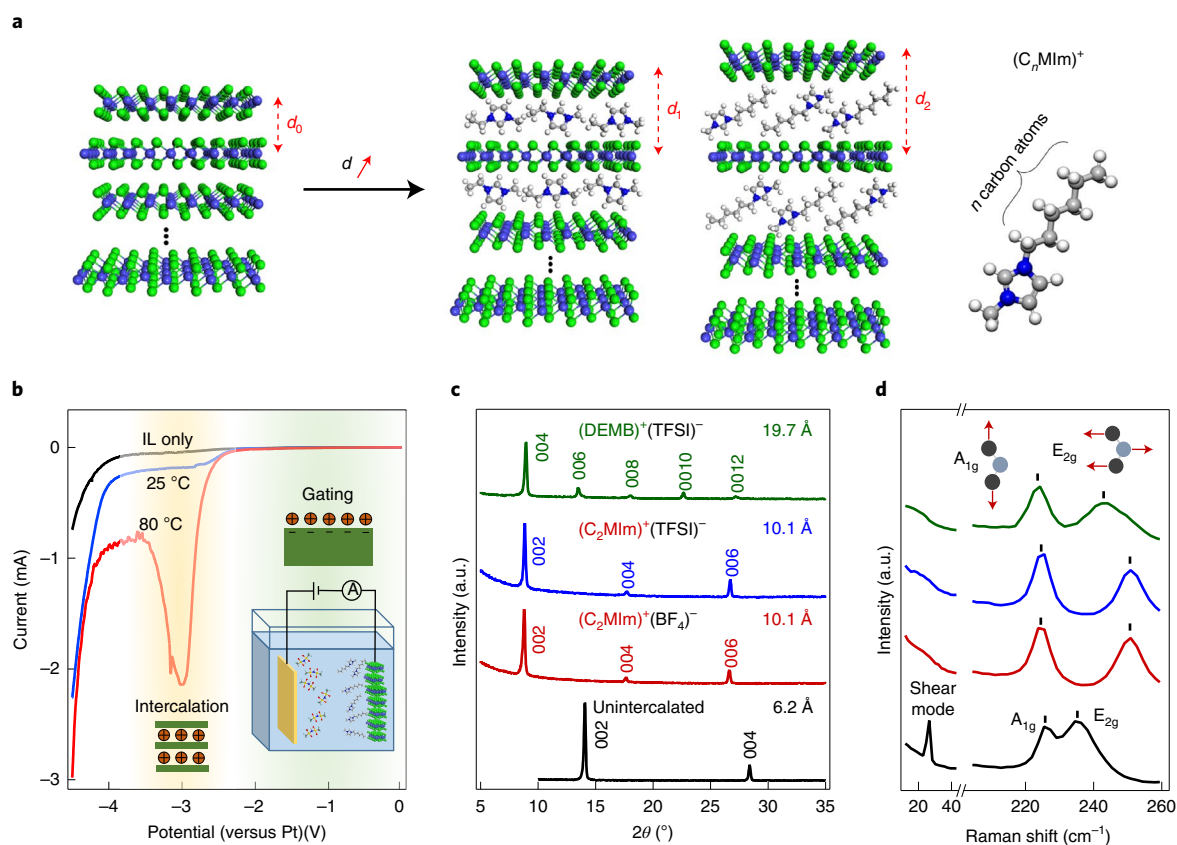 a
d0
d
d1
d2
(CnMIm)+
n carbon atoms
b
0
–1
–2
–3
Current (mA)
IL only
25 °C
80 °C
Gating
A
Intercalation
–4
–3
–2
–1
0
Potential (versus Pt)(V)
c
Intensity (a.u.)
(DEMB)+(TFSI)–
19.7 Å
004
006
008
0010
0012
(C2MIm)+(TFSI)–
10.1 Å
002
004
006
(C2MIm)+(BF4)–
10.1 Å
002
004
006
Unintercalated
6.2 Å
002
004
5
10
15
20
25
30
35
2θ (°)
d
Intensity (a.u.)
A1g
E2g
Shear
mode
A1g
E2g
20
40
220
240
260
Raman shift (cm–1)